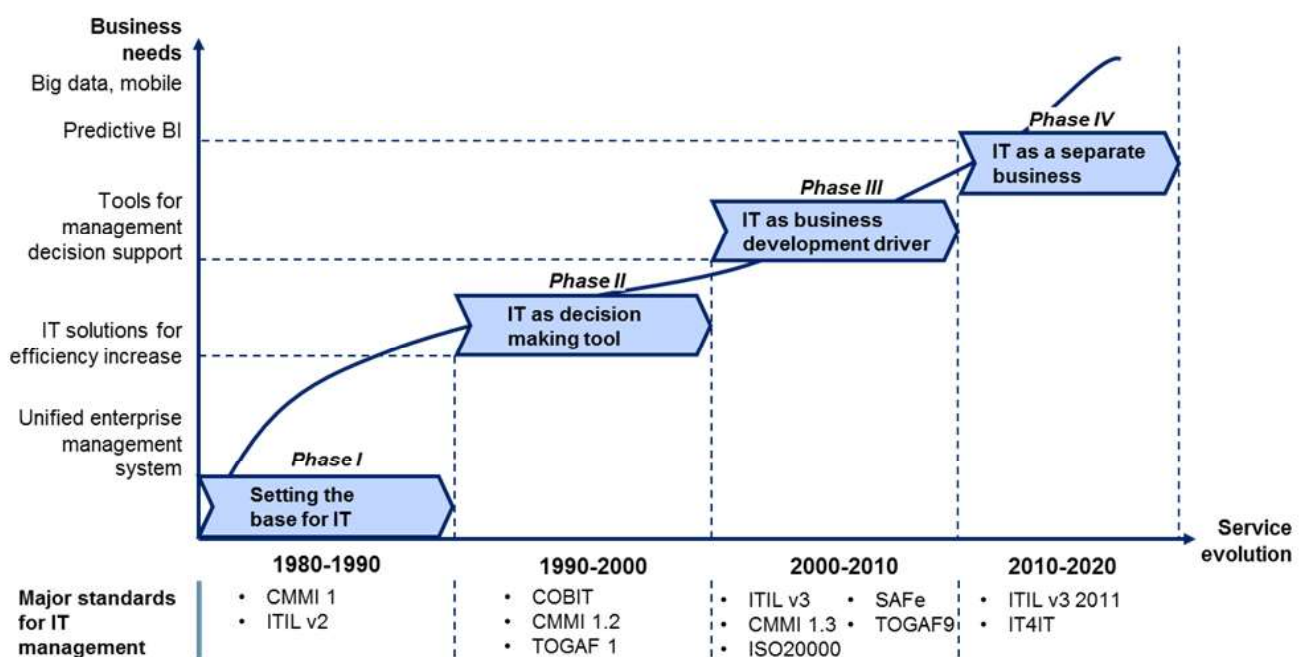 Business
needs
Big data, mobile
Predictive BI
Tools for
management
decision support
IT solutions for
efficiency increase
Unified enterprise
management
system
Phase I
Setting the
base for IT
Phase II
IT as decision
making tool
Phase III
IT as business
development driver
Phase IV
IT as a separate
business
Service
evolution
1980-1990
1990-2000
2000-2010
2010-2020
Major standards
for IT
management
• CMMI 1
• ITIL v2
• COBIT
• CMMI 1.2
• TOGAF 1
• ITIL v3
• CMMI 1.3
• ISO20000
• SAFe
• TOGAF9
• ITIL v3 2011
• IT4IT